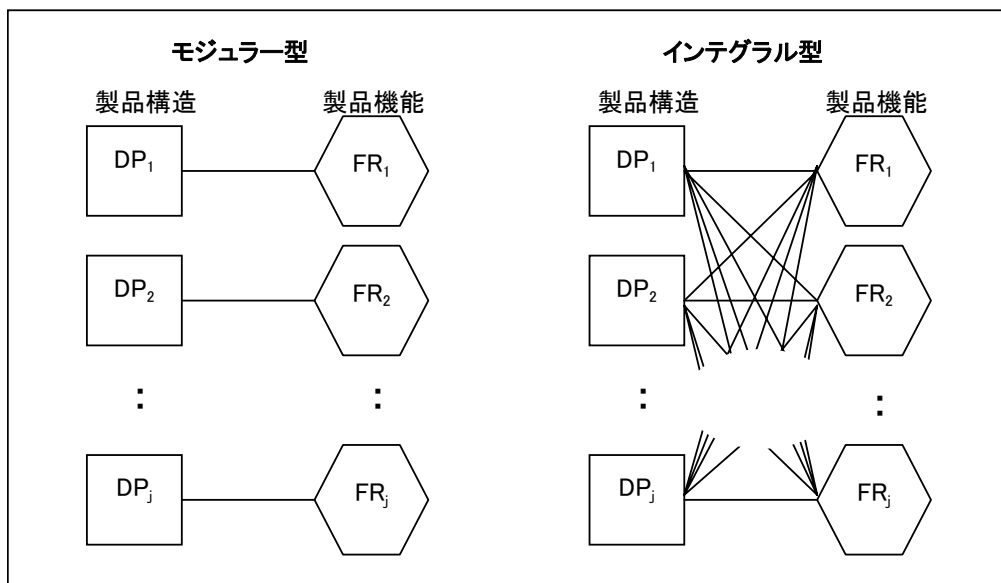 モジュラー型
製品構造 製品機能
DP₁ FR₁
DP₂ FR₂
: :
DPⱼ FRⱼ
インテグラル型
製品構造 製品機能
DP₁ FR₁
DP₂ FR₂
: :
DPⱼ FRⱼ